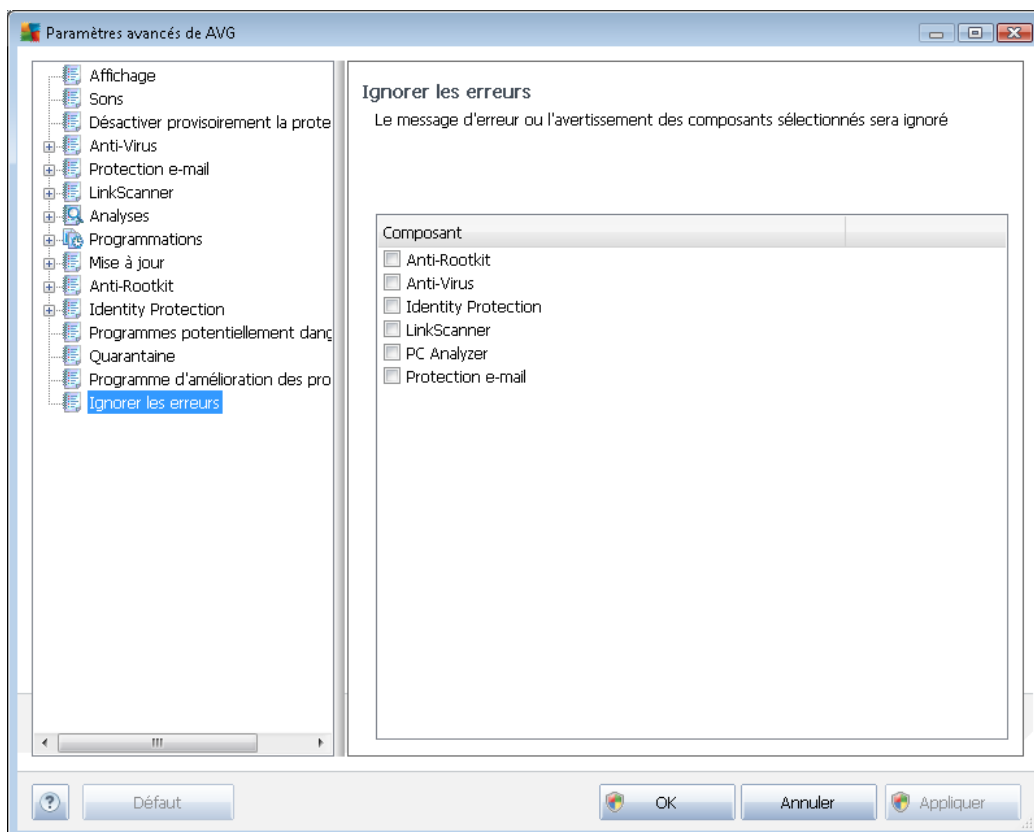 Paramètres avancés de AVG
Affichage
Sons
Désactiver provisoirement la prote
Anti-Virus
Protection e-mail
LinkScanner
Analyses
Programmations
Mise à jour
Anti-Rootkit
Identity Protection
Programmes potentiellement dang
Quarantaine
Programme d'amélioration des pro
Ignorer les erreurs
Ignorer les erreurs
Le message d'erreur ou l'avertissement des composants sélectionnés sera ignoré
Composant
Anti-Rootkit
Anti-Virus
Identity Protection
LinkScanner
PC Analyzer
Protection e-mail
? Défaut OK Annuler Appliquer